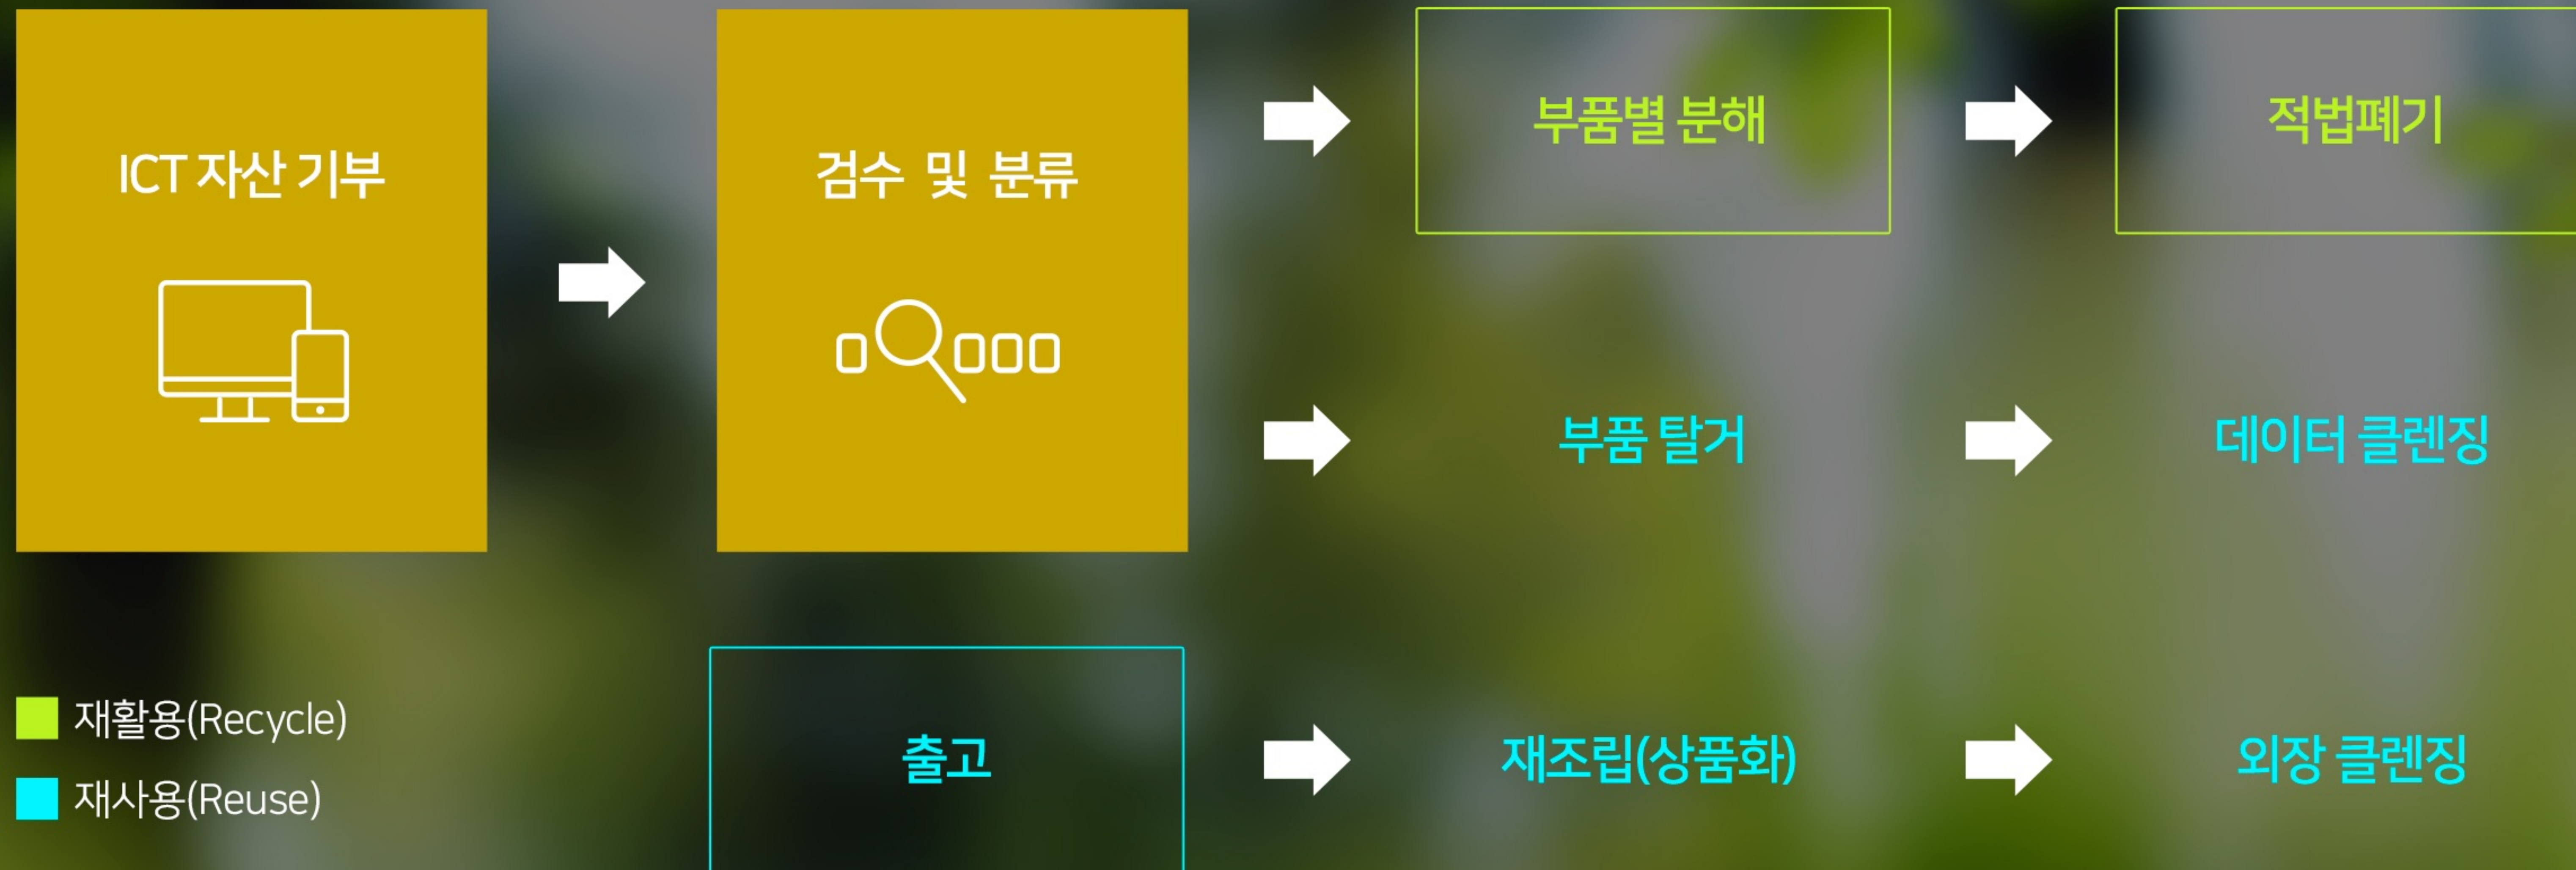 ICT 자산 기부
검수 및 분류
부품별 분해
적법폐기
부품 탈거
데이터 클렌징
출고
재조립(상품화)
외장 클렌징
재활용(Recycle)
재사용(Reuse)